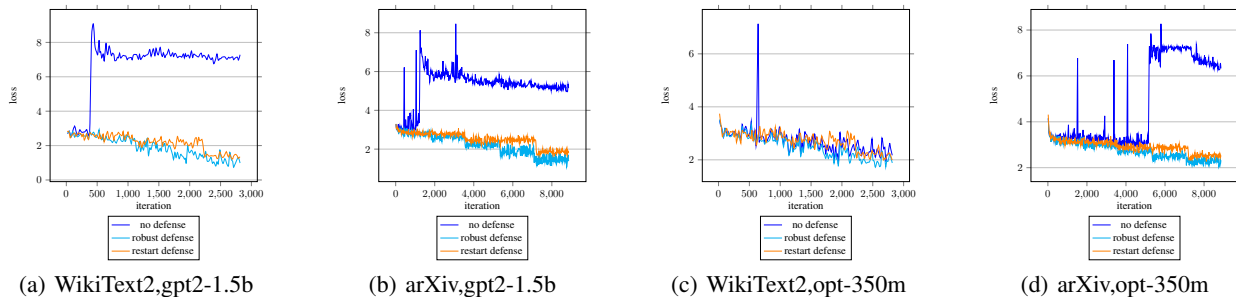 8
6
4
2
0
loss
0
500
1,000
1,500
2,000
2,500
3,000
iteration
no defense
robust defense
restart defense
(a) WikiText2,gpt2-1.5b
8
6
4
2
loss
0
2,000
4,000
6,000
8,000
iteration
no defense
robust defense
restart defense
(b) arXiv,gpt2-1.5b
6
4
2
loss
0
500
1,000
1,500
2,000
2,500
3,000
iteration
no defense
robust defense
restart defense
(c) WikiText2,opt-350m
8
6
4
2
loss
0
2,000
4,000
6,000
8,000
iteration
no defense
robust defense
restart defense
(d) arXiv,opt-350m